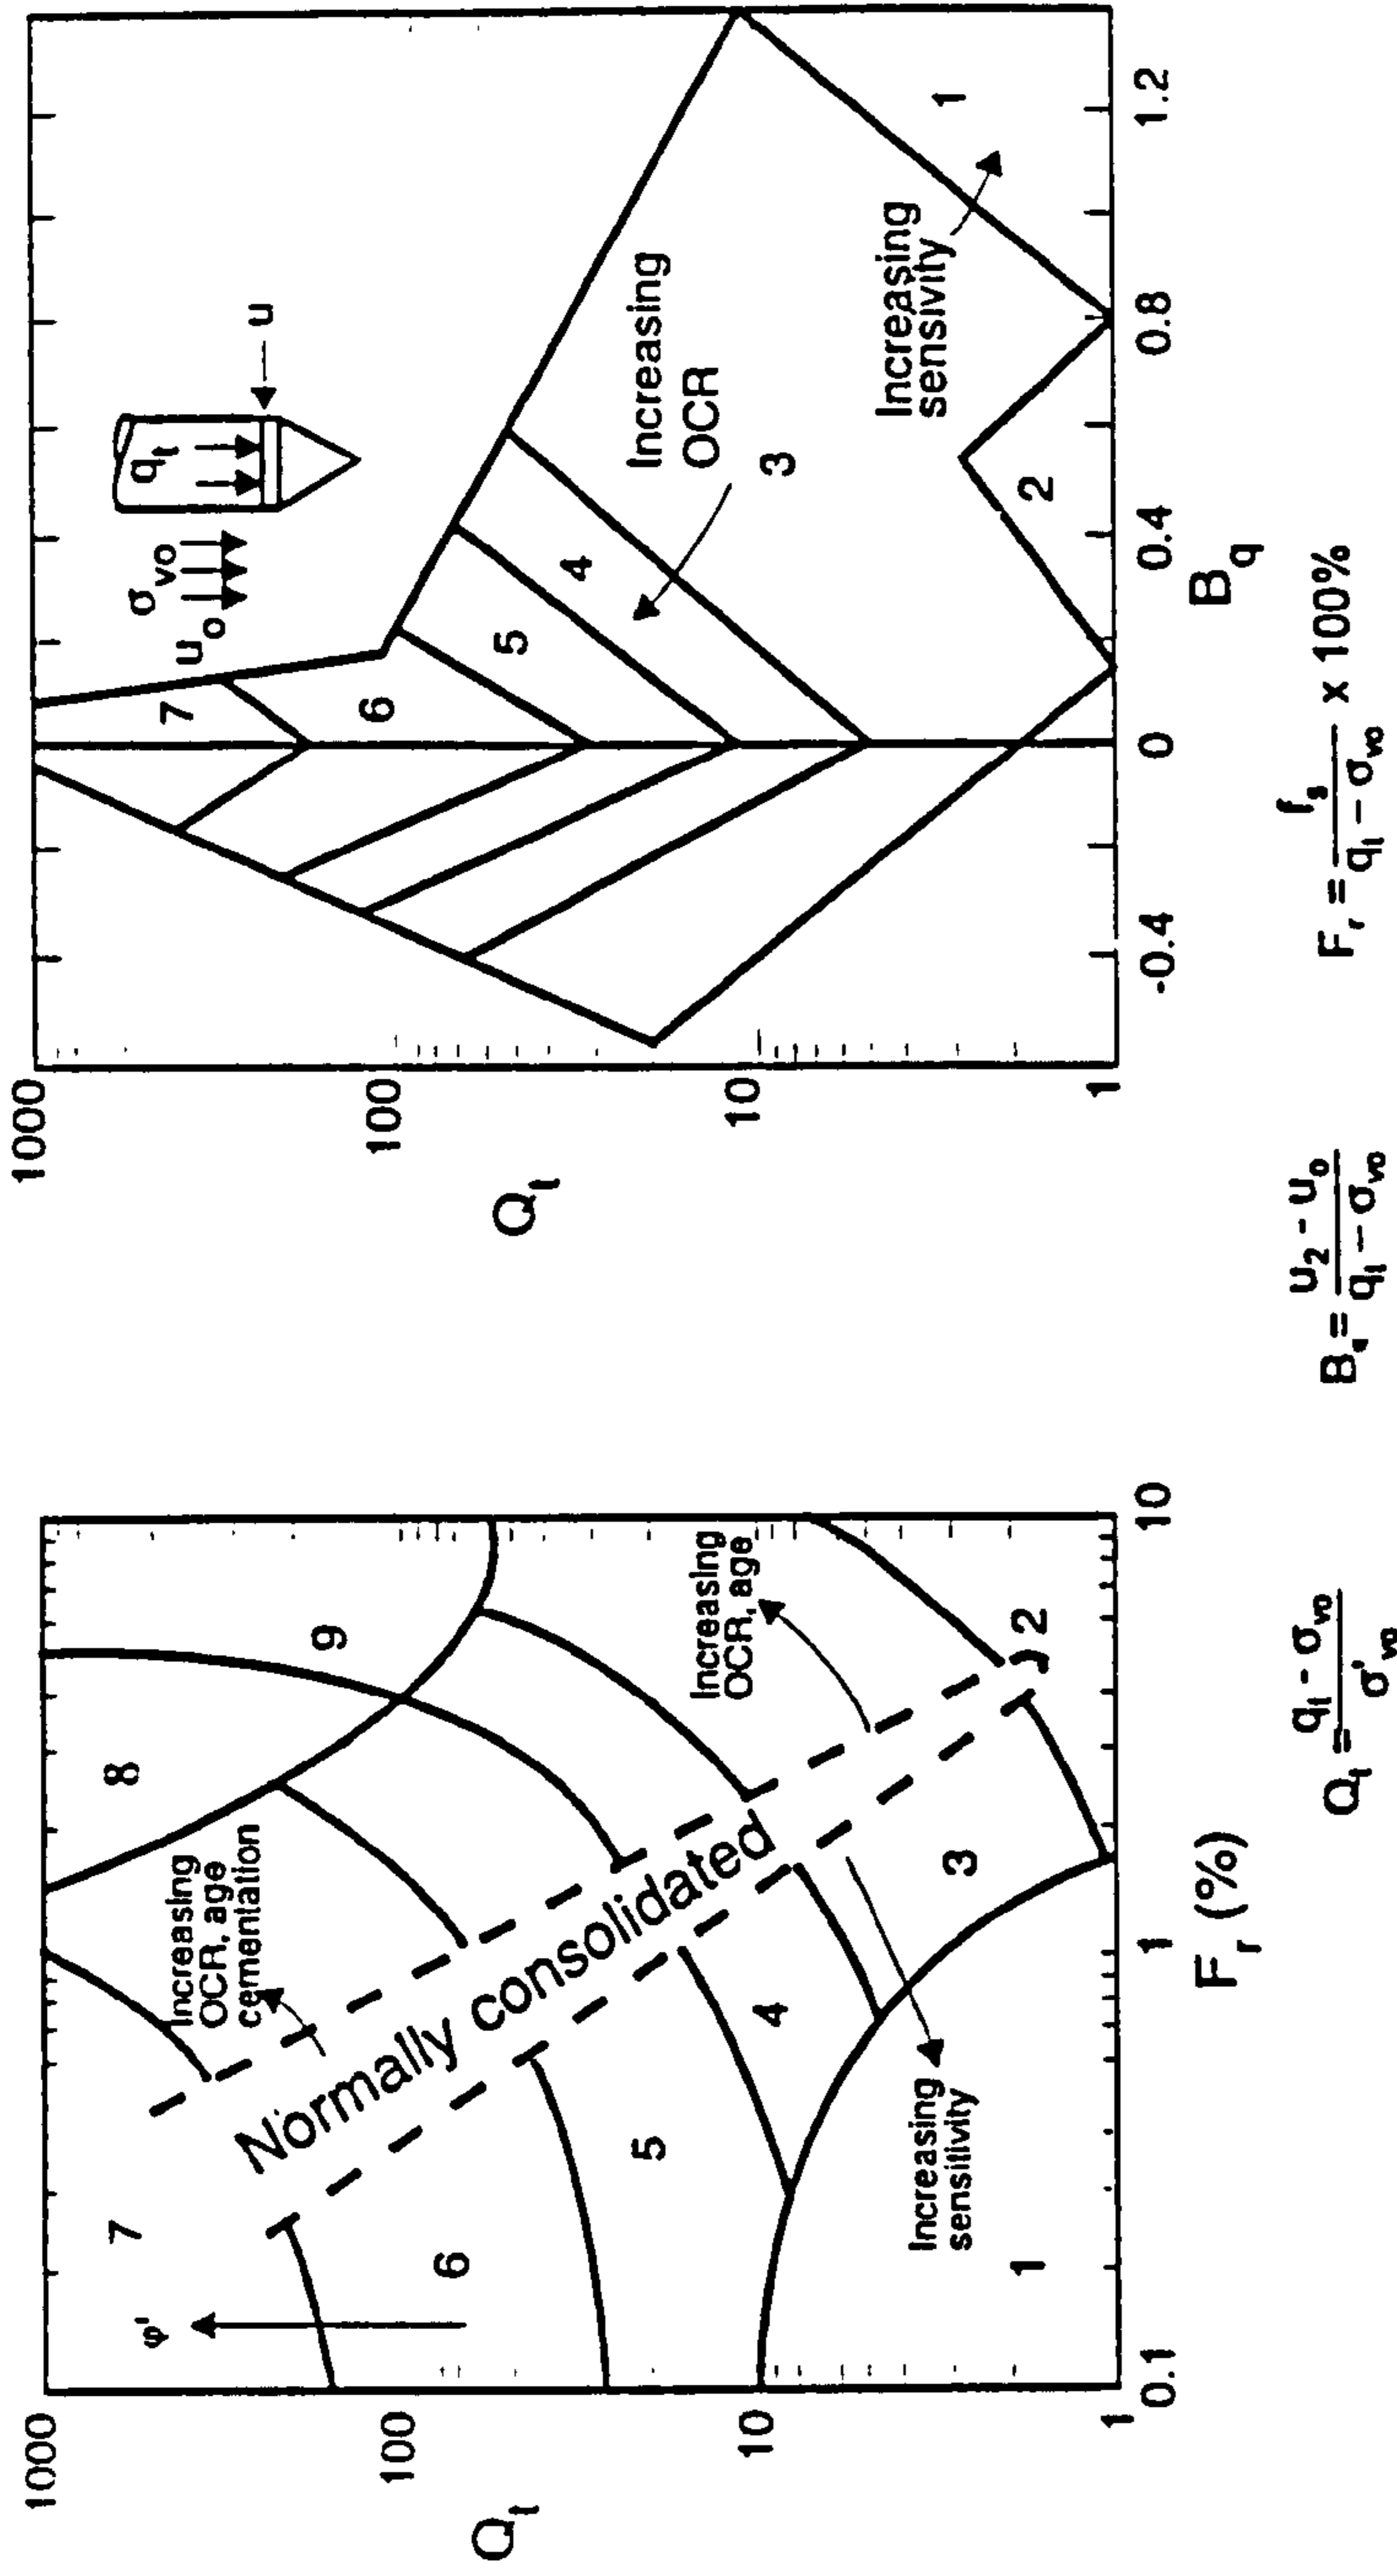 1000
100
10
1
Q_t
7
8
φ'
Increasing
OCR, age
cementation
9
6
Normally consolidated
5
Increasing
OCR, age
4
3
Increasing
sensitivity
1
2
0.1
1
10
F_r (%)
1000
100
10
1
Q_t
7
u_o
σ_vo
q_t
u
6
5
4
Increasing
OCR
3
Increasing
sensitivity
2
1
-0.4
0
0.4
0.8
1.2
B_q
Q_t = (q_t - σ_vo) / σ'_vo
B_q = (u_2 - u_o) / (q_t - σ_vo)
F_r = f_s / (q_t - σ_vo) x 100%